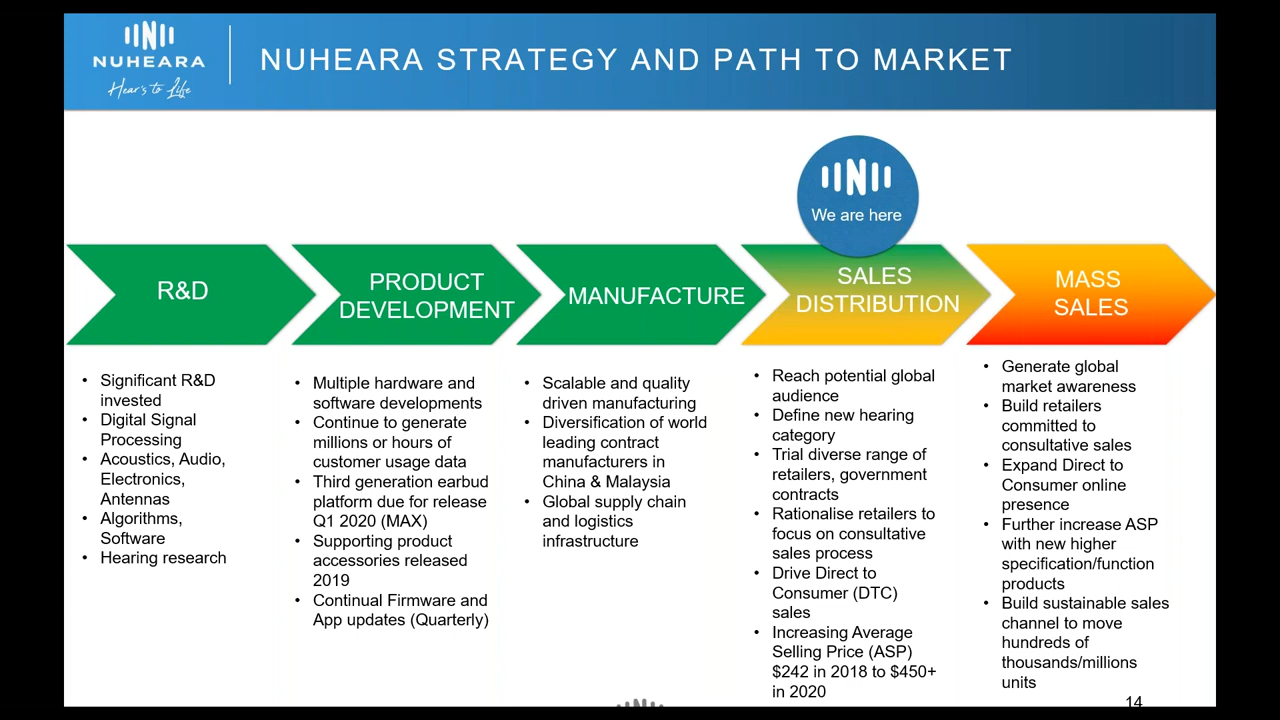 NUHEARA
Hear's to Life
NUHEARA STRATEGY AND PATH TO MARKET
We are here
R&D
PRODUCT
DEVELOPMENT
MANUFACTURE
SALES
DISTRIBUTION
MASS
SALES
• Significant R&D
invested
• Digital Signal
Processing
• Acoustics, Audio,
Electronics,
Antennas
• Algorithms,
Software
• Hearing research
• Multiple hardware and
software developments
• Continue to generate
millions or hours of
customer usage data
• Third generation earbud
platform due for release
Q1 2020 (MAX)
• Supporting product
accessories released
2019
• Continual Firmware and
App updates (Quarterly)
• Scalable and quality
driven manufacturing
• Diversification of world
leading contract
manufacturers in
China & Malaysia
• Global supply chain
and logistics
infrastructure
• Reach potential global
audience
• Define new hearing
category
• Trial diverse range of
retailers, government
contracts
• Rationalise retailers to
focus on consultative
sales process
• Drive Direct to
Consumer (DTC)
sales
• Increasing Average
Selling Price (ASP)
$242 in 2018 to $450+
in 2020
• Generate global
market awareness
• Build retailers
committed to
consultative sales
• Expand Direct to
Consumer online
presence
• Further increase ASP
with new higher
specification/function
products
• Build sustainable sales
channel to move
hundreds of
thousands/millions
units
14